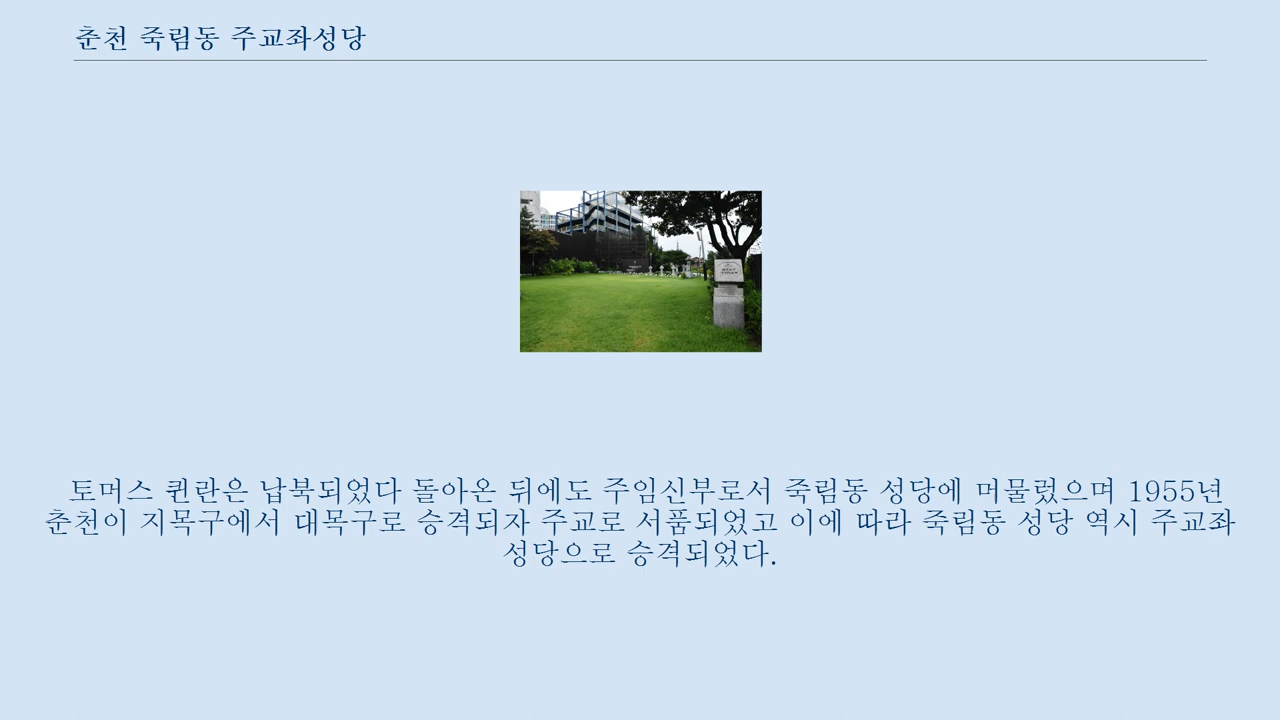 춘천 죽림동 주교좌성당
토머스 퀸란은 납북되었다 돌아온 뒤에도 주임신부로서 죽림동 성당에 머물렀으며 1955년
춘천이 지목구에서 대목구로 승격되자 주교로 서품되었고 이에 따라 죽림동 성당 역시 주교좌
성당으로 승격되었다.